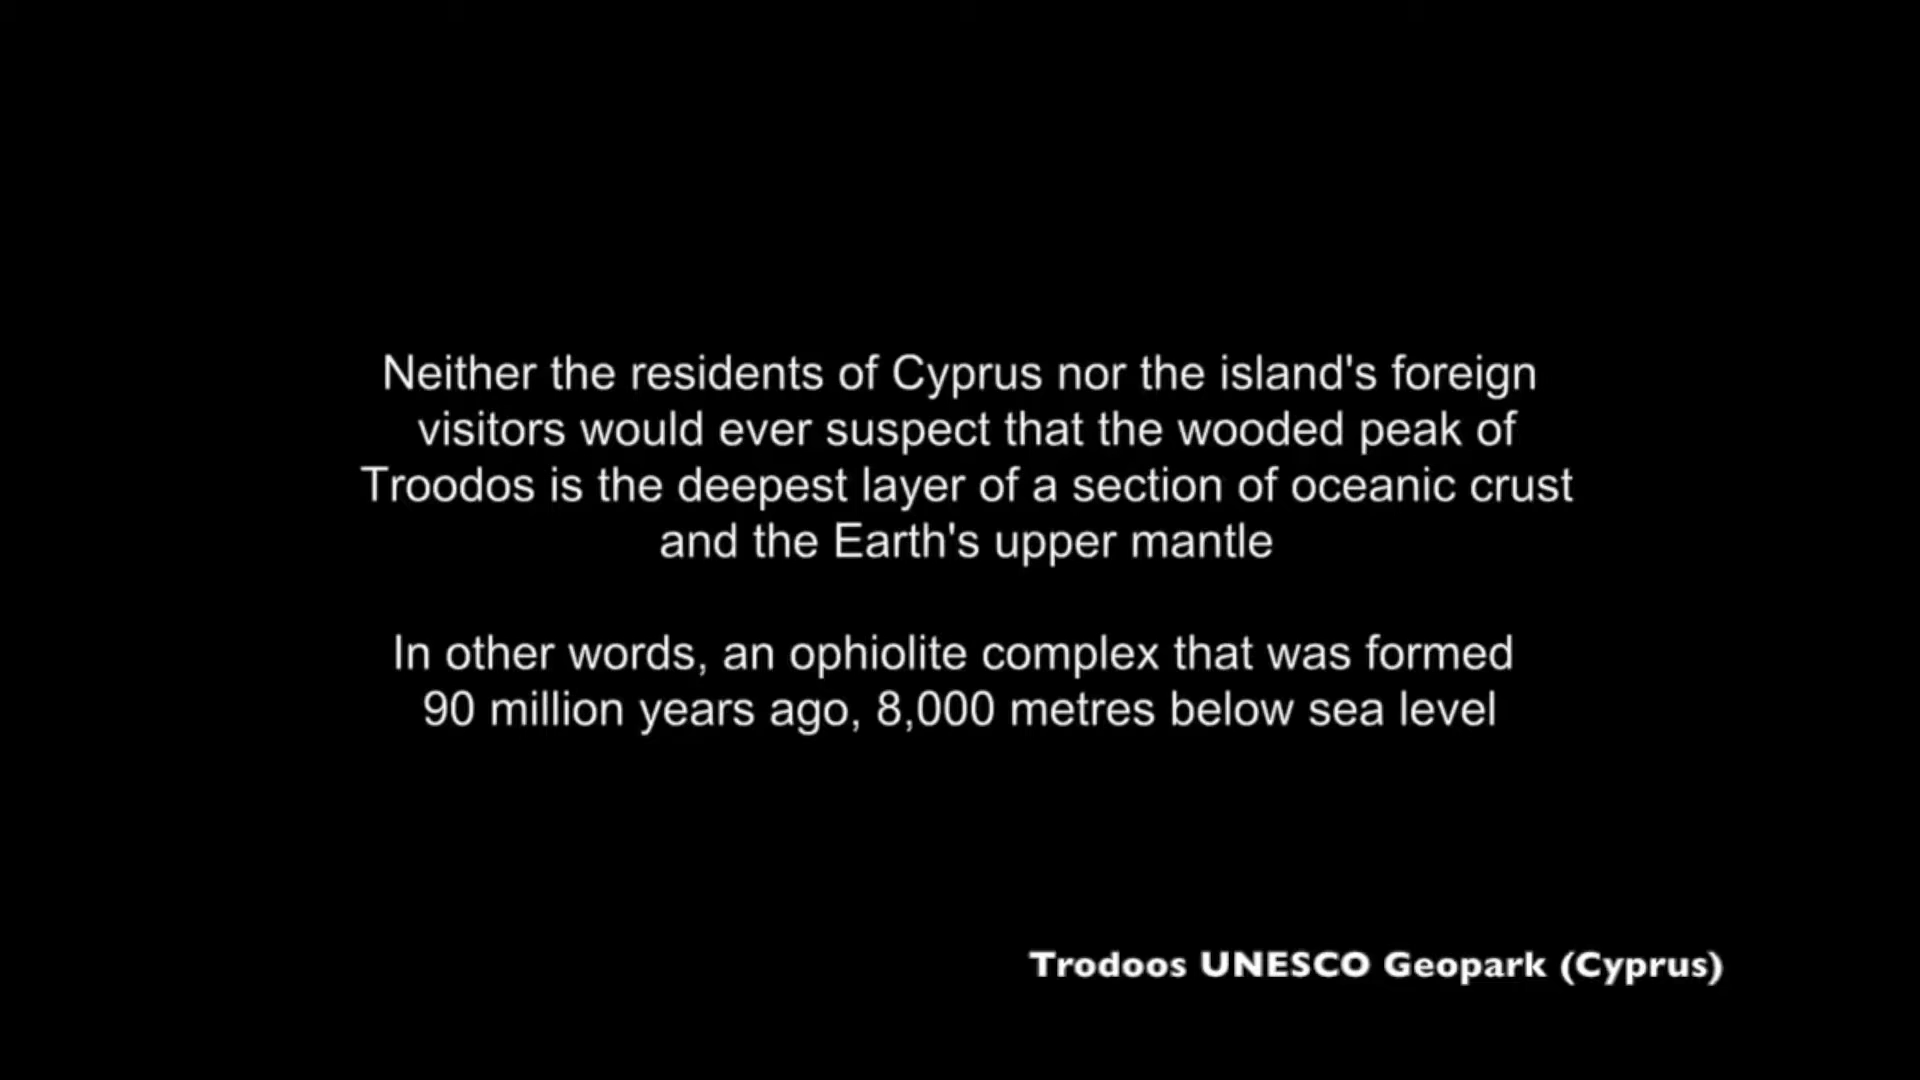 Neither the residents of Cyprus nor the island's foreign
visitors would ever suspect that the wooded peak of
Troodos is the deepest layer of a section of oceanic crust
and the Earth's upper mantle
In other words, an ophiolite complex that was formed
90 million years ago, 8,000 metres below sea level
Trodoos UNESCO Geopark (Cyprus)